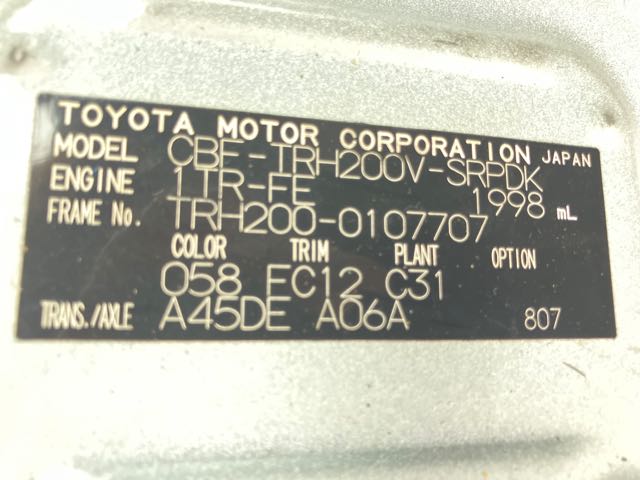 TOYOTA MOTOR CORPORATION JAPAN
MODEL CBF-TRH200V-SRPDK
ENGINE 1TR-FE 1998 mL
FRAME No. TRH200-0107707
COLOR TRIM PLANT OPTION
058 FC12 C31
TRANS./AXLE A45DE A06A 807